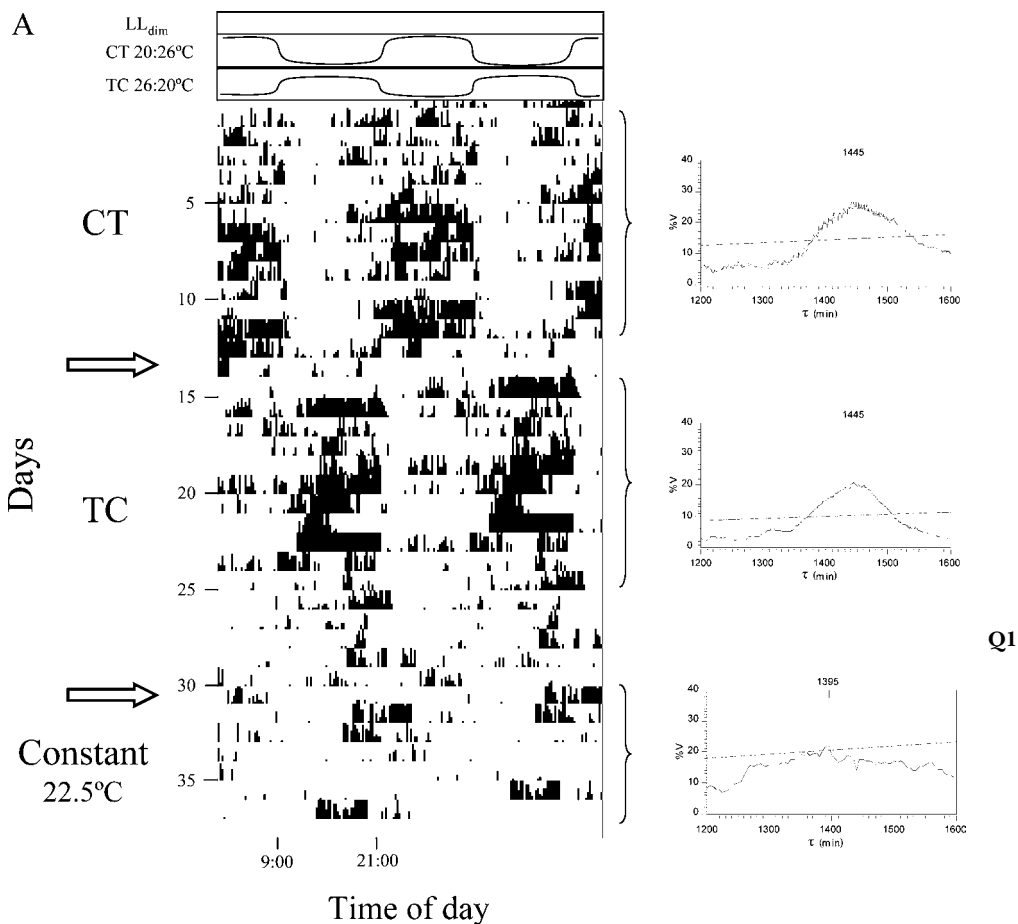 A
LL dim
CT 20:26ºC
TC 26:20ºC
CT
TC
Constant
22.5ºC
Days
5
10
15
20
25
30
35
9:00
21:00
Time of day
1445
%V
40
30
20
10
0
1200
1300
1400
1500
1600
τ (min)
1445
%V
40
30
20
10
0
1200
1300
1400
1500
1600
τ (min)
Q1
1395
%V
40
30
20
10
0
1200
1300
1400
1500
1600
τ (min)